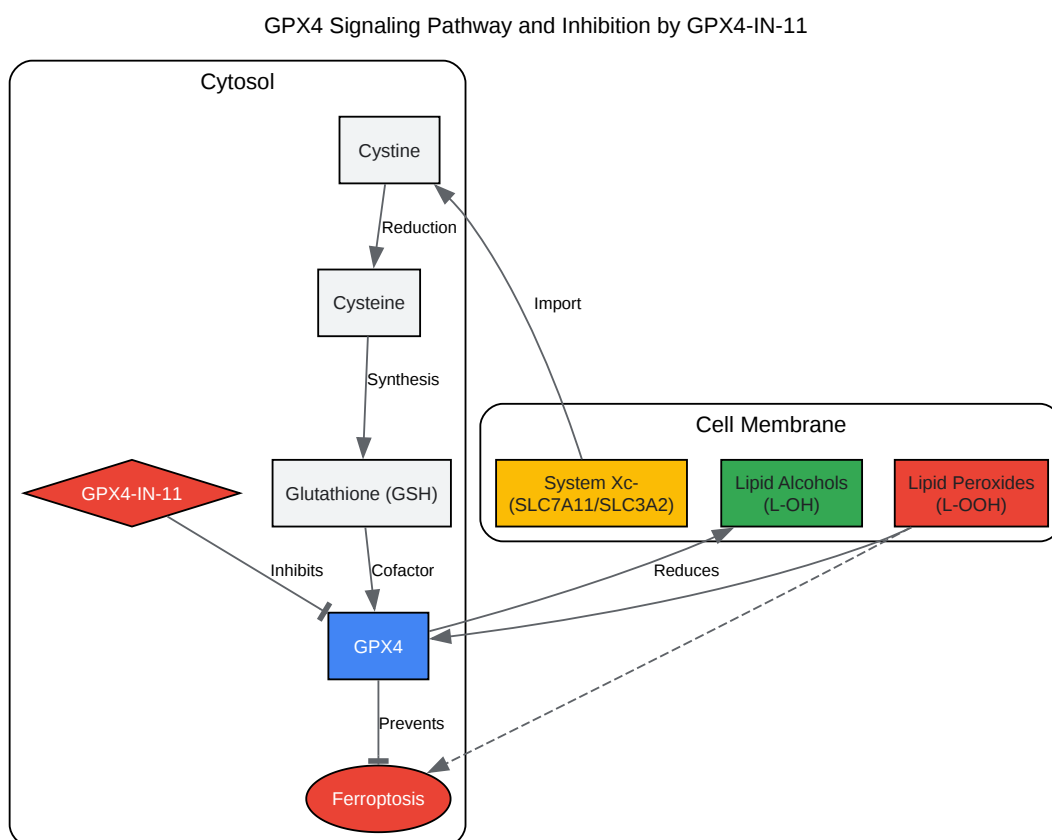 GPX4 Signaling Pathway and Inhibition by GPX4-IN-11
Cytosol
Cystine
Reduction
Cysteine
Import
Synthesis
Cell Membrane
GPX4-IN-11
Glutathione (GSH)
System Xc-
(SLC7A11/SLC3A2)
Lipid Alcohols
(L-OH)
Lipid Peroxides
(L-OOH)
Inhibits
Cofactor
Reduces
GPX4
Prevents
Ferroptosis